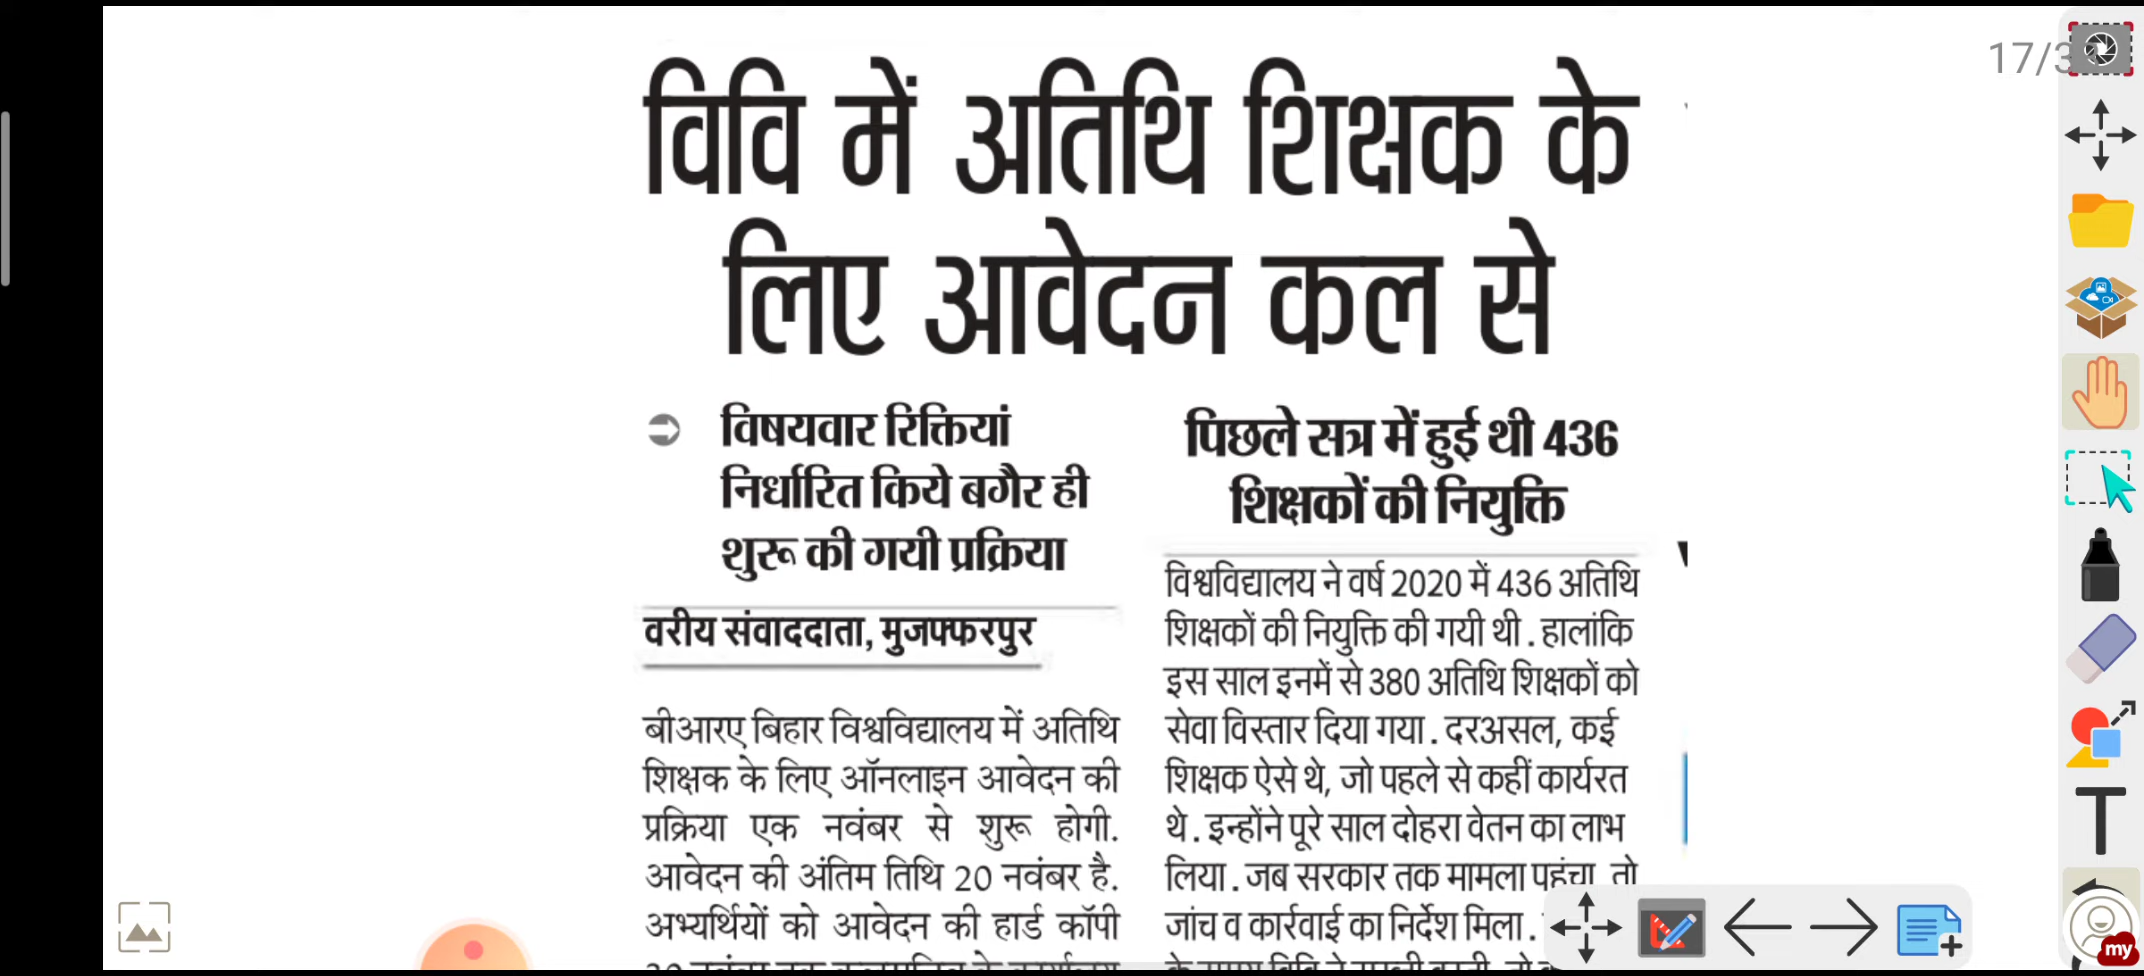 17/3
विवि में अतिथि शिक्षक के
लिए आवेदन कल से
विषयवार रिक्तियां
निर्धारित किये बगैर ही
शुरू की गयी प्रक्रिया
वरीय संवाददाता, मुजफ्फरपुर
बीआरए बिहार विश्वविद्यालय में अतिथि
शिक्षक के लिए ऑनलाइन आवेदन की
प्रक्रिया एक नवंबर से शुरू होगी.
आवेदन की अंतिम तिथि 20 नवंबर है.
अभ्यर्थियों को आवेदन की हार्ड कॉपी
पिछले सत्र में हुई थी 436
शिक्षकों की नियुक्ति
विश्वविद्यालय ने वर्ष 2020 में 436 अतिथि
शिक्षकों की नियुक्ति की गयी थी . हालांकि
इस साल इनमें से 380 अतिथि शिक्षकों को
सेवा विस्तार दिया गया . दरअसल, कई
शिक्षक ऐसे थे, जो पहले से कहीं कार्यरत
थे . इन्होंने पूरे साल दोहरा वेतन का लाभ
लिया . जब सरकार तक मामला पहुंचा, तो
जांच व कार्रवाई का निर्देश मिला .
T
my